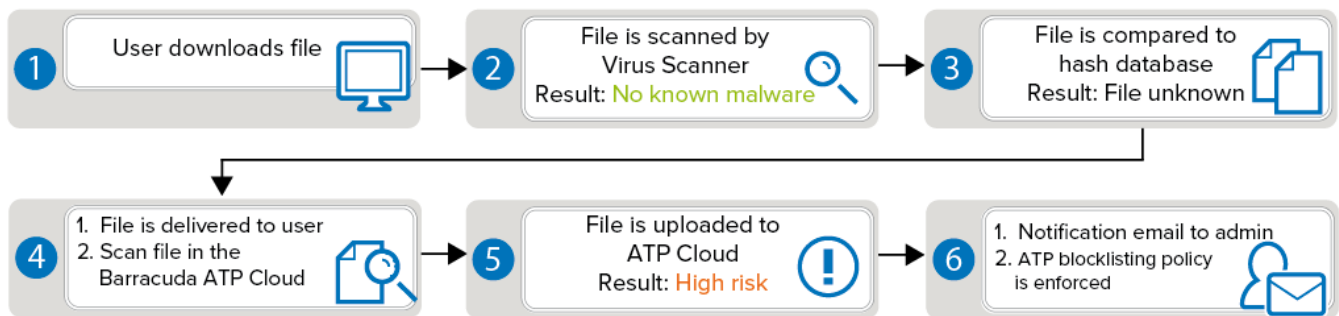 1
User downloads file
2
File is scanned by
Virus Scanner
Result: No known malware
3
File is compared to
hash database
Result: File unknown
4
1. File is delivered to user
2. Scan file in the
Barracuda ATP Cloud
5
File is uploaded to
ATP Cloud
Result: High risk
6
1. Notification email to admin
2. ATP blocklisting policy
is enforced